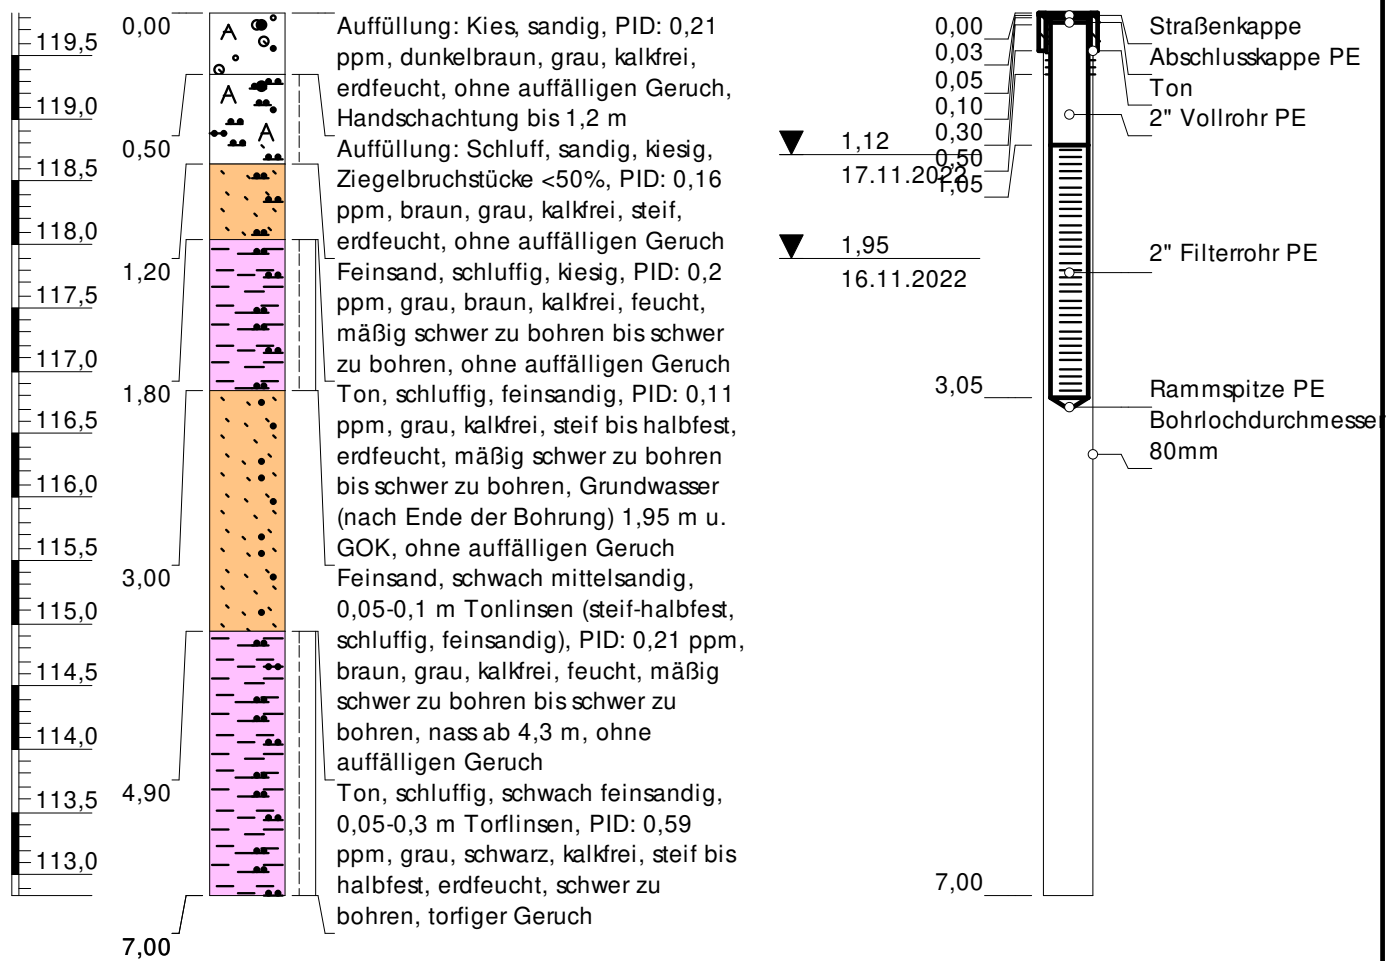 119,5
119,0
118,5
118,0
117,5
117,0
116,5
116,0
115,5
115,0
114,5
114,0
113,5
113,0
0,00
0,50
1,20
1,80
3,00
4,90
7,00
Auffüllung: Kies, sandig, PID: 0,21
ppm, dunkelbraun, grau, kalkfrei,
erdfeucht, ohne auffälligen Geruch,
Handschachtung bis 1,2 m
Auffüllung: Schluff, sandig, kiesig,
Ziegelbruchstücke <50%, PID: 0,16
ppm, braun, grau, kalkfrei, steif,
erdfeucht, ohne auffälligen Geruch
Feinsand, schluffig, kiesig, PID: 0,2
ppm, grau, braun, kalkfrei, feucht,
mäßig schwer zu bohren bis schwer
zu bohren, ohne auffälligen Geruch
Ton, schluffig, feinsandig, PID: 0,11
ppm, grau, kalkfrei, steif bis halbfest,
erdfeucht, mäßig schwer zu bohren
bis schwer zu bohren, Grundwasser
(nach Ende der Bohrung) 1,95 m u.
GOK, ohne auffälligen Geruch
Feinsand, schwach mittelsandig,
0,05-0,1 m Tonlinsen (steif-halbfest,
schluffig, feinsandig), PID: 0,21 ppm,
braun, grau, kalkfrei, feucht, mäßig
schwer zu bohren bis schwer zu
bohren, nass ab 4,3 m, ohne
auffälligen Geruch
Ton, schluffig, schwach feinsandig,
0,05-0,3 m Torflinsen, PID: 0,59
ppm, grau, schwarz, kalkfrei, steif bis
halbfest, erdfeucht, schwer zu
bohren, torfiger Geruch
A
A
A
1,12
17.11.2022
1,95
16.11.2022
0,00
0,03
0,05
0,10
0,30
0,50
1,05
3,05
7,00
Straßenkappe
Abschlusskappe PE
Ton
2" Vollrohr PE
2" Filterrohr PE
Rammspitze PE
Bohrlochdurchmesser
80mm